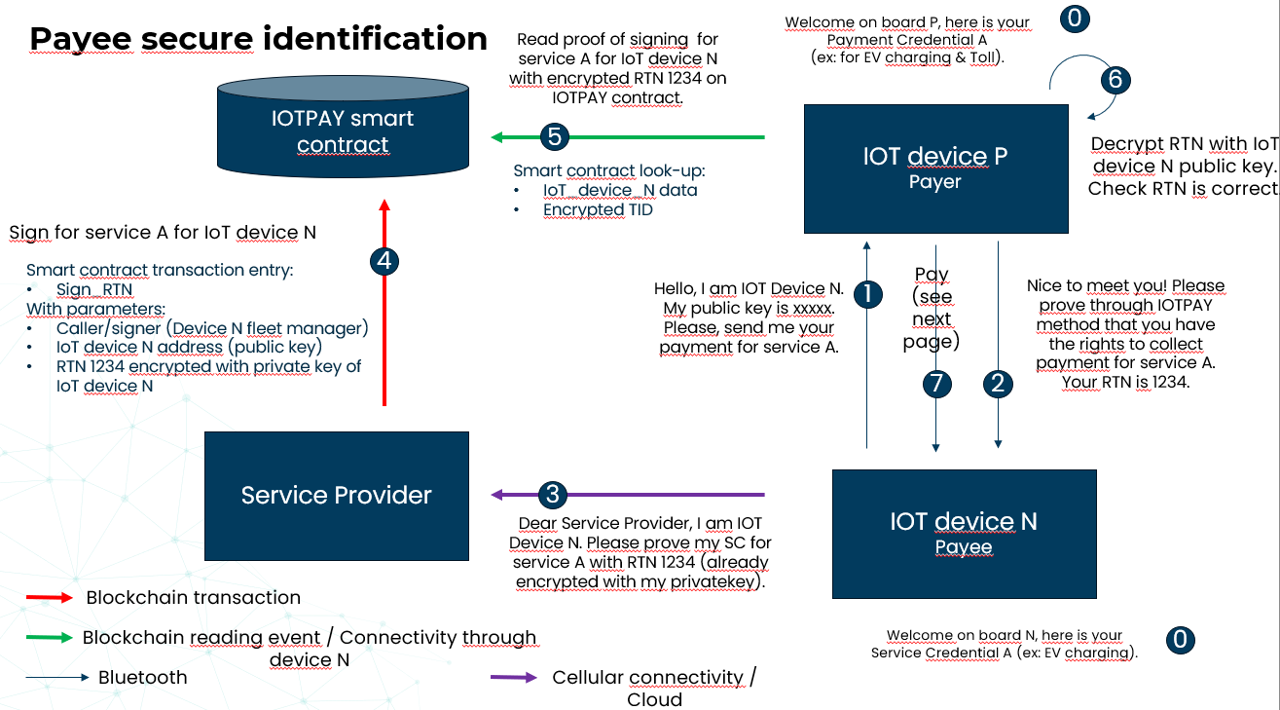 Payee secure identification
Welcome on board P, here is your
Payment Credential A
(ex: for EV charging & Toll).
0
Read proof of signing for
service A for IoT device N
with encrypted RTN 1234 on
IOTPAY contract.
6
IOTPAY smart
contract
5
IOT device P
Payer
Decrypt RTN with IoT
device N public key.
Check RTN is correct
Smart contract look-up:
• IoT_device_N data
• Encrypted TID
Sign for service A for IoT device N
4
Smart contract transaction entry:
• Sign_RTN
With parameters:
• Caller/signer (Device N fleet manager)
• IoT device N address (public key)
• RTN 1234 encrypted with private key of
IoT device N
Hello, I am IOT Device N.
My public key is xxxxx.
Please, send me your
payment for service A.
1
Pay
(see
next
page)
7
2
Nice to meet you! Please
prove through IOTPAY
method that you have
the rights to collect
payment for service A.
Your RTN is 1234.
Service Provider
3
Dear Service Provider, I am IOT
Device N. Please prove my SC for
service A with RTN 1234 (already
encrypted with my privatekey).
IOT device N
Payee
Blockchain transaction
Blockchain reading event / Connectivity through
device N
Bluetooth
Cellular connectivity /
Cloud
Welcome on board N, here is your
Service Credential A (ex: EV charging).
0